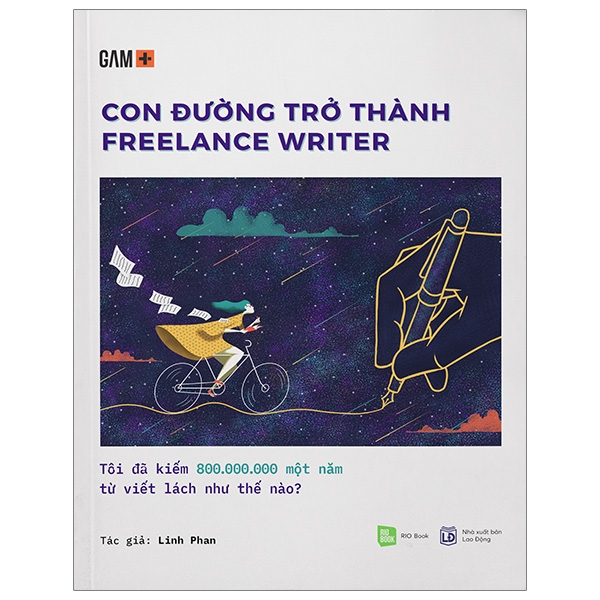 GAM+
CON ĐƯỜNG TRỞ THÀNH
FREELANCE WRITER
Tôi đã kiếm 800.000.000 một năm
từ viết lách như thế nào?
Tác giả: Linh Phan
RIO BOOK
RIO Book
LĐ
Nhà xuất bản
Lao Động